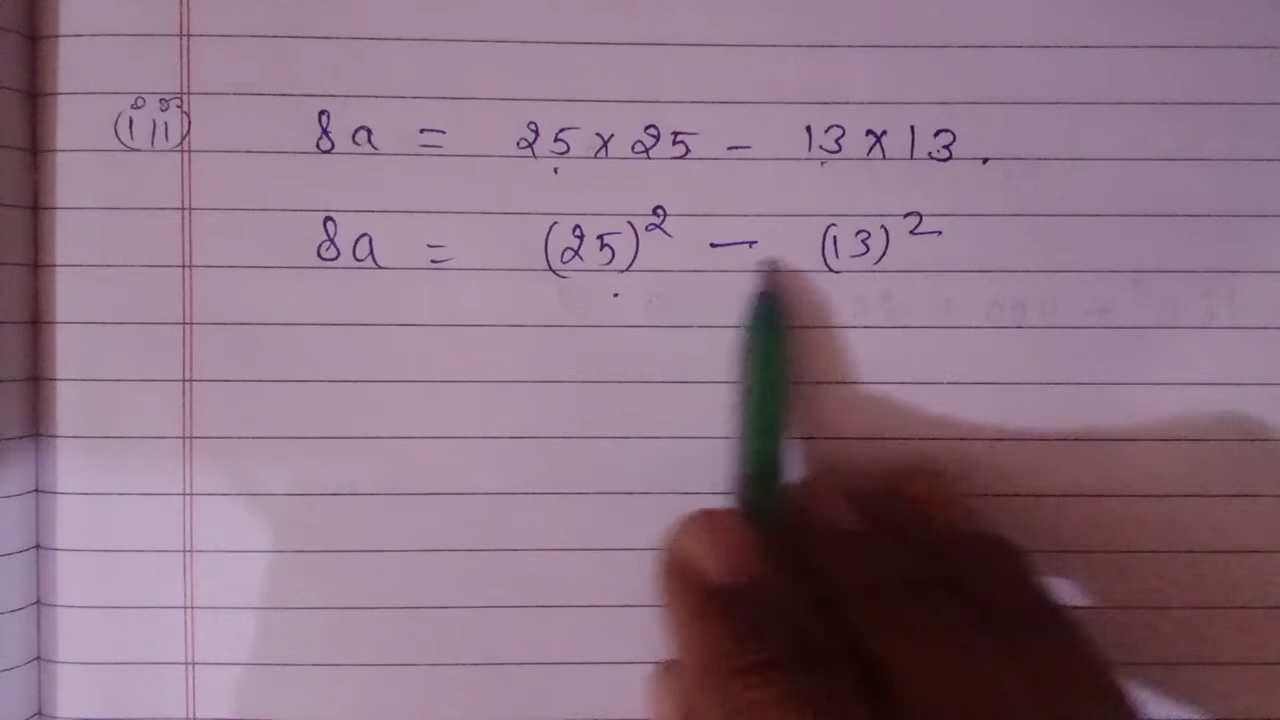 (iii) 8a = 25 x 25 - 13 x 13.
8a = (25)² - (13)²